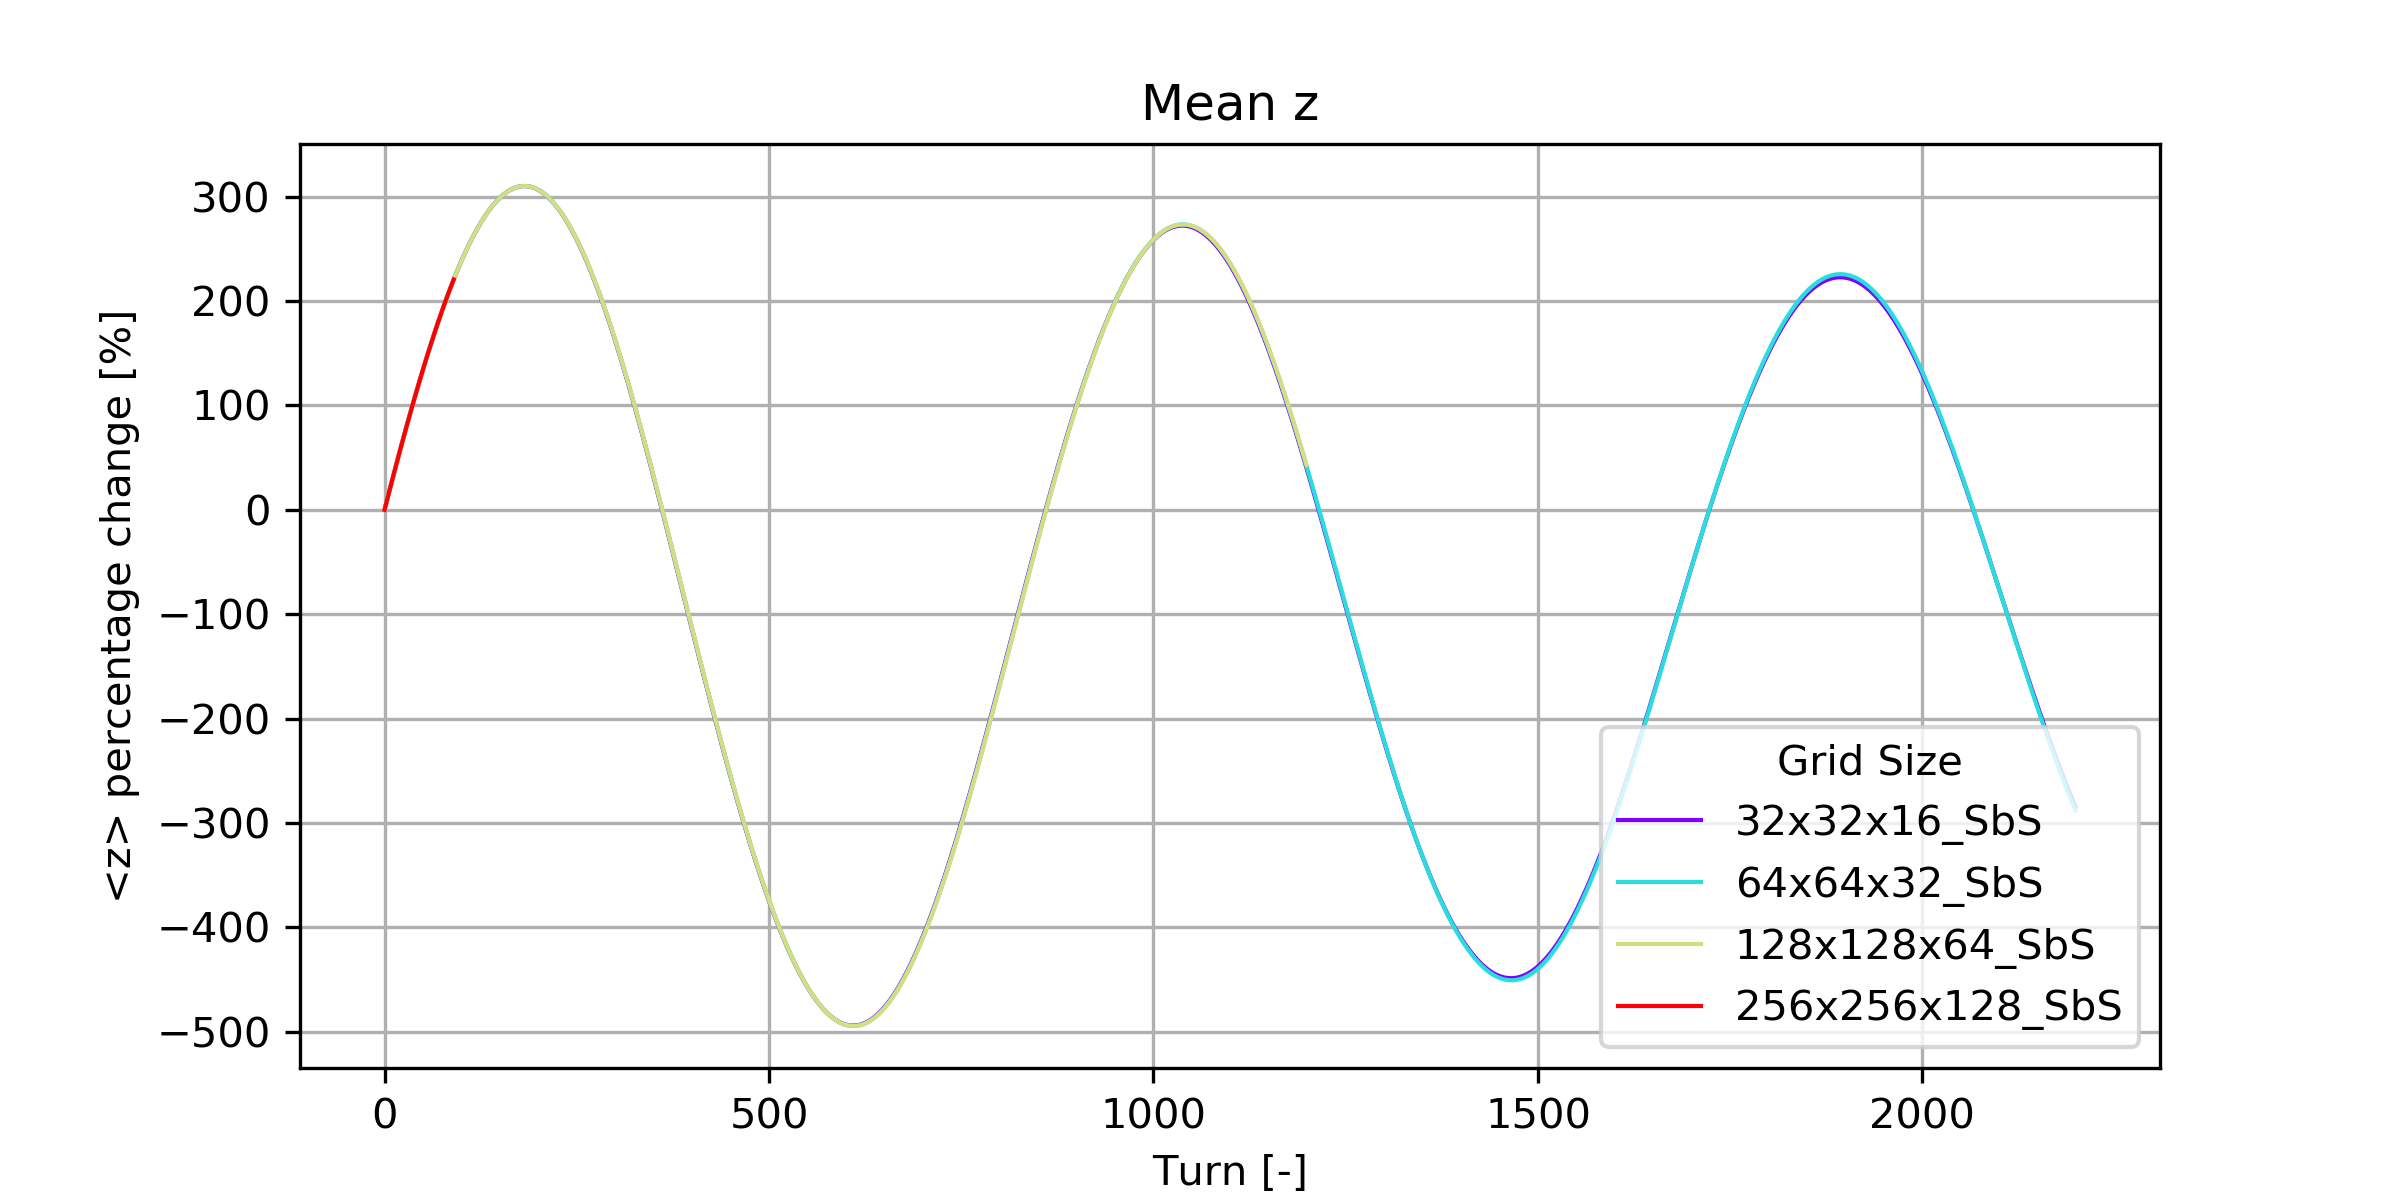 Mean z
<z> percentage change [%]
300
200
100
0
−100
−200
−300
−400
−500
Grid Size
32x32x16_SbS
64x64x32_SbS
128x128x64_SbS
256x256x128_SbS
0 500 1000 1500 2000
Turn [-]